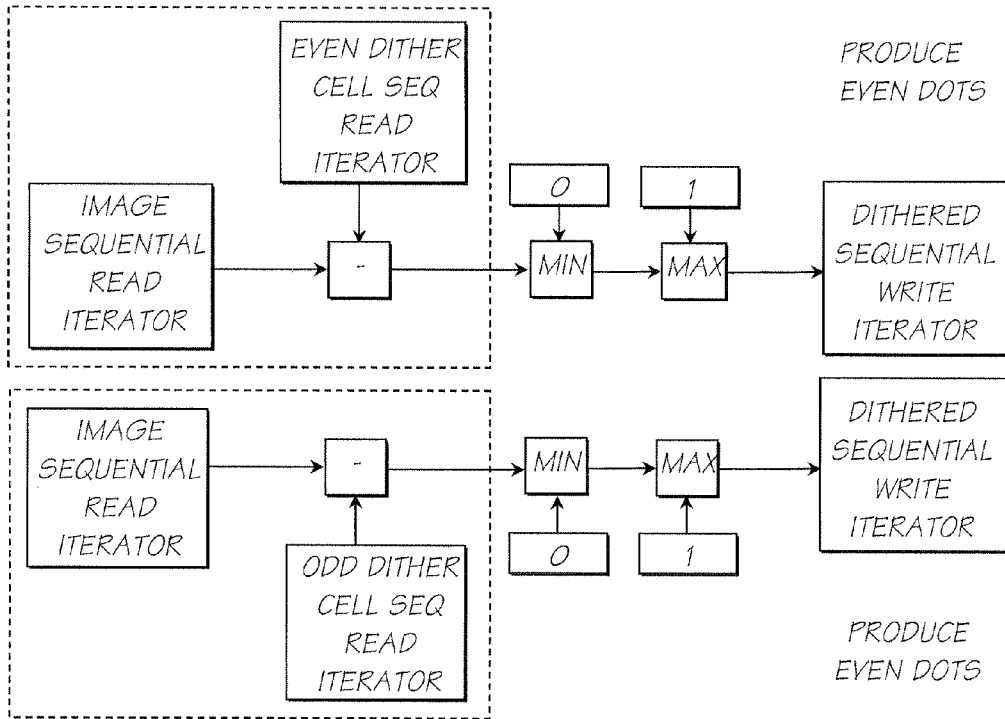 EVEN DITHER
CELL SEQ
READ
ITERATOR
PRODUCE
EVEN DOTS
IMAGE
SEQUENTIAL
READ
ITERATOR
-
0
1
MIN
MAX
DITHERED
SEQUENTIAL
WRITE
ITERATOR
IMAGE
SEQUENTIAL
READ
ITERATOR
-
MIN
MAX
0
1
DITHERED
SEQUENTIAL
WRITE
ITERATOR
ODD DITHER
CELL SEQ
READ
ITERATOR
PRODUCE
EVEN DOTS